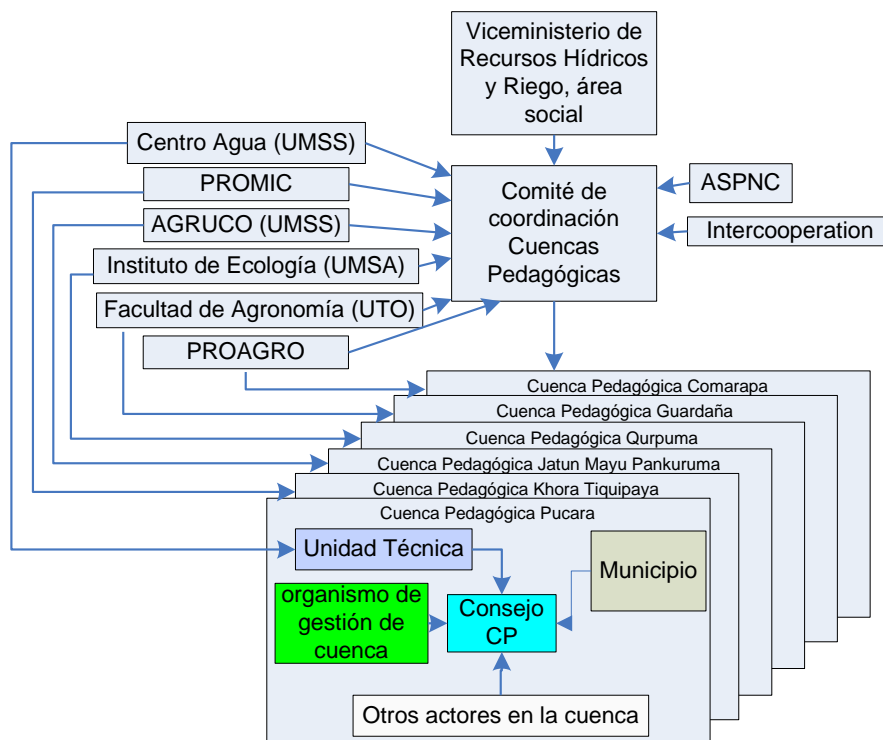 Viceministerio de
Recursos Hídricos
y Riego, área
social
Centro Agua (UMSS)
PROMIC
AGRUCO (UMSS)
Instituto de Ecología (UMSA)
Facultad de Agronomía (UTO)
PROAGRO
Comité de
coordinación
Cuencas
Pedagógicas
ASPNC
Intercooperation
Cuenca Pedagógica Comarapa
Cuenca Pedagógica Guardaña
Cuenca Pedagógica Qurpuma
Cuenca Pedagógica Jatun Mayu Pankuruma
Cuenca Pedagógica Khora Tiquipaya
Cuenca Pedagógica Pucara
Unidad Técnica
Municipio
organismo de
gestión de
cuenca
Consejo
CP
Otros actores en la cuenca